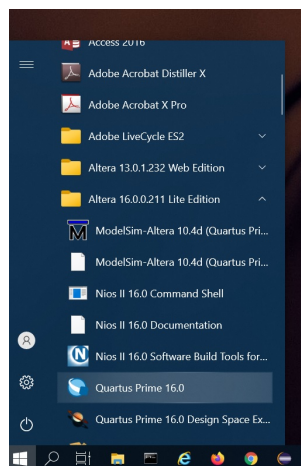 Access 2016
Adobe Acrobat Distiller X
Adobe Acrobat X Pro
Adobe LiveCycle ES2
Altera 13.0.1.232 Web Edition
Altera 16.0.0.211 Lite Edition
ModelSim-Altera 10.4d (Quartus Pri...
ModelSim-Altera 10.4d (Quartus Pri...
Nios II 16.0 Command Shell
Nios II 16.0 Documentation
Nios II 16.0 Software Build Tools for...
Quartus Prime 16.0
Quartus Prime 16.0 Design Space Ex...